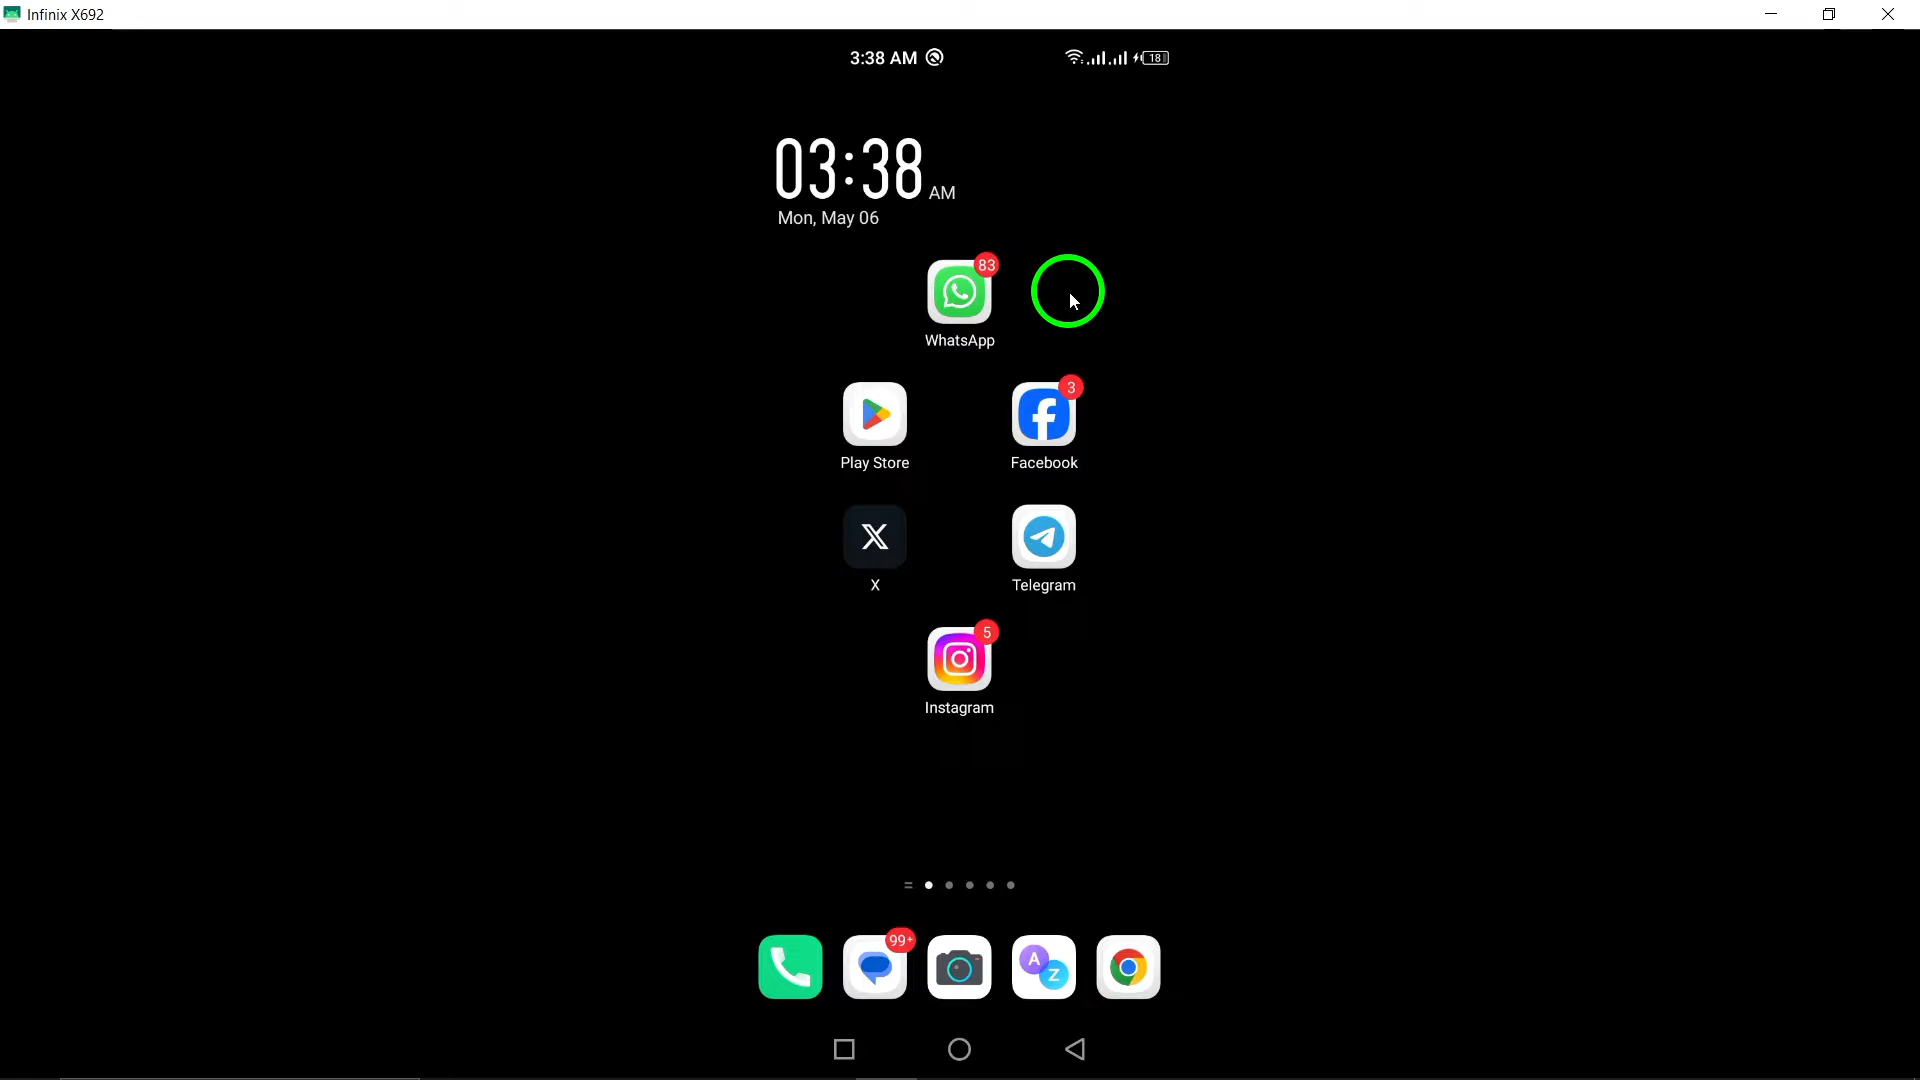 Infinix X692
3:38 AM
18
03:38 AM
Mon, May 06
83
WhatsApp
3
Play Store
Facebook
X
Telegram
5
Instagram
99+
A
Z